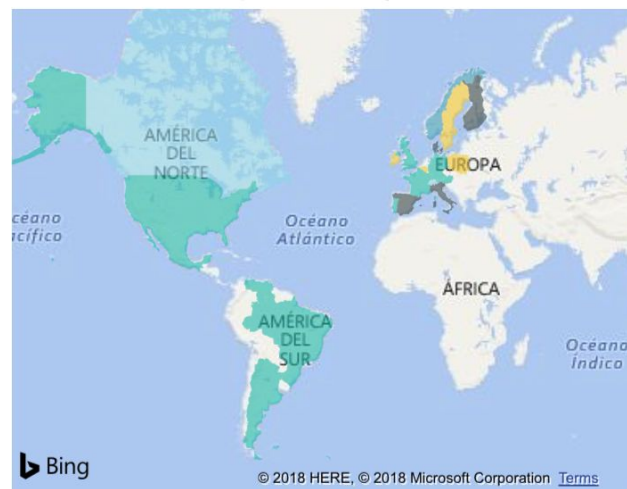 AMÉRICA
DEL
NORTE
EUROPA
céano
acífico
Océano
Atlántico
ÁFRICA
AMÉRICA
DEL
SUR
Océano
Índico
Bing
© 2018 HERE, © 2018 Microsoft Corporation Terms